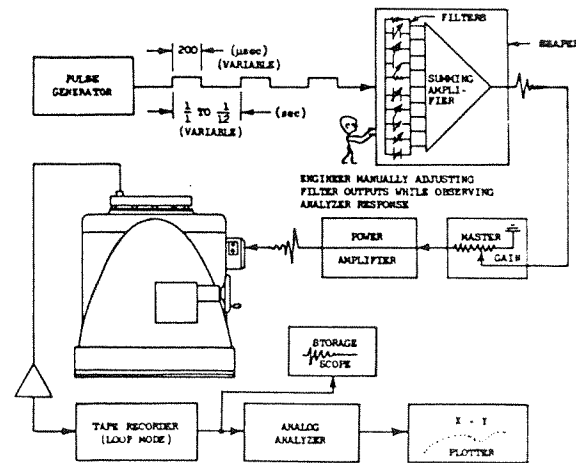 FILTERS
200
(μsec)
(VARIABLE)
PULSE
GENERATOR
1/1 TO 1/12
(sec)
(VARIABLE)
SUMMING
AMPLI-
FIER
ENGINEER MANUALLY ADJUSTING
FILTER OUTPUTS WHILE OBSERVING
ANALYZER RESPONSE
POWER
AMPLIFIER
MASTER
GAIN
STORAGE
SCOPE
TAPE RECORDER
(LOOP MODE)
ANALOG
ANALYZER
X - Y
PLOTTER